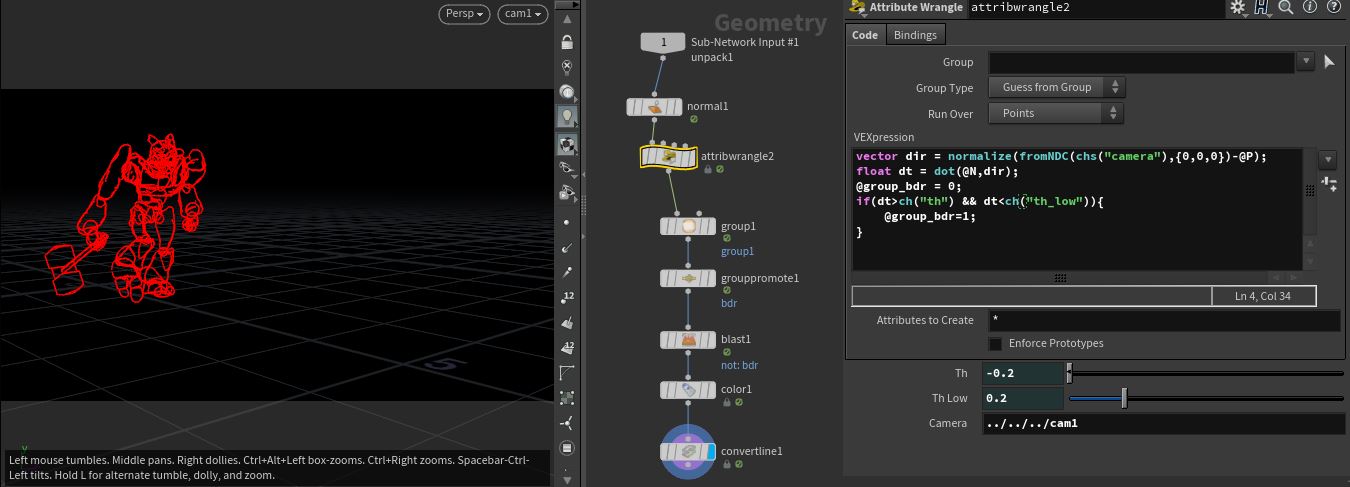 Persp
cam1
12
12
5
Left mouse tumbles. Middle pans. Right dollies. Ctrl+Alt+Left box-zooms. Ctrl+Right zooms. Spacebar-Ctrl-
Left tilts. Hold L for alternate tumble, dolly, and zoom.
Geometry
1
Sub-Network Input #1
unpack1
normal1
attribwrangle2
group1
group1
grouppromote1
bdr
blast1
not: bdr
color1
convertline1
Attribute Wrangle
attribwrangle2
Code
Bindings
Group
Group Type
Guess from Group
Run Over
Points
VEXpression
vector dir = normalize(fromNDC(chs("camera"),{0,0,0})-@P);
float dt = dot(@N,dir);
@group_bdr = 0;
if(dt>ch("th") && dt<ch("th_low")){
    @group_bdr=1;
}
Ln 4, Col 34
Attributes to Create
*
Enforce Prototypes
Th
-0.2
Th Low
0.2
Camera
../../../cam1